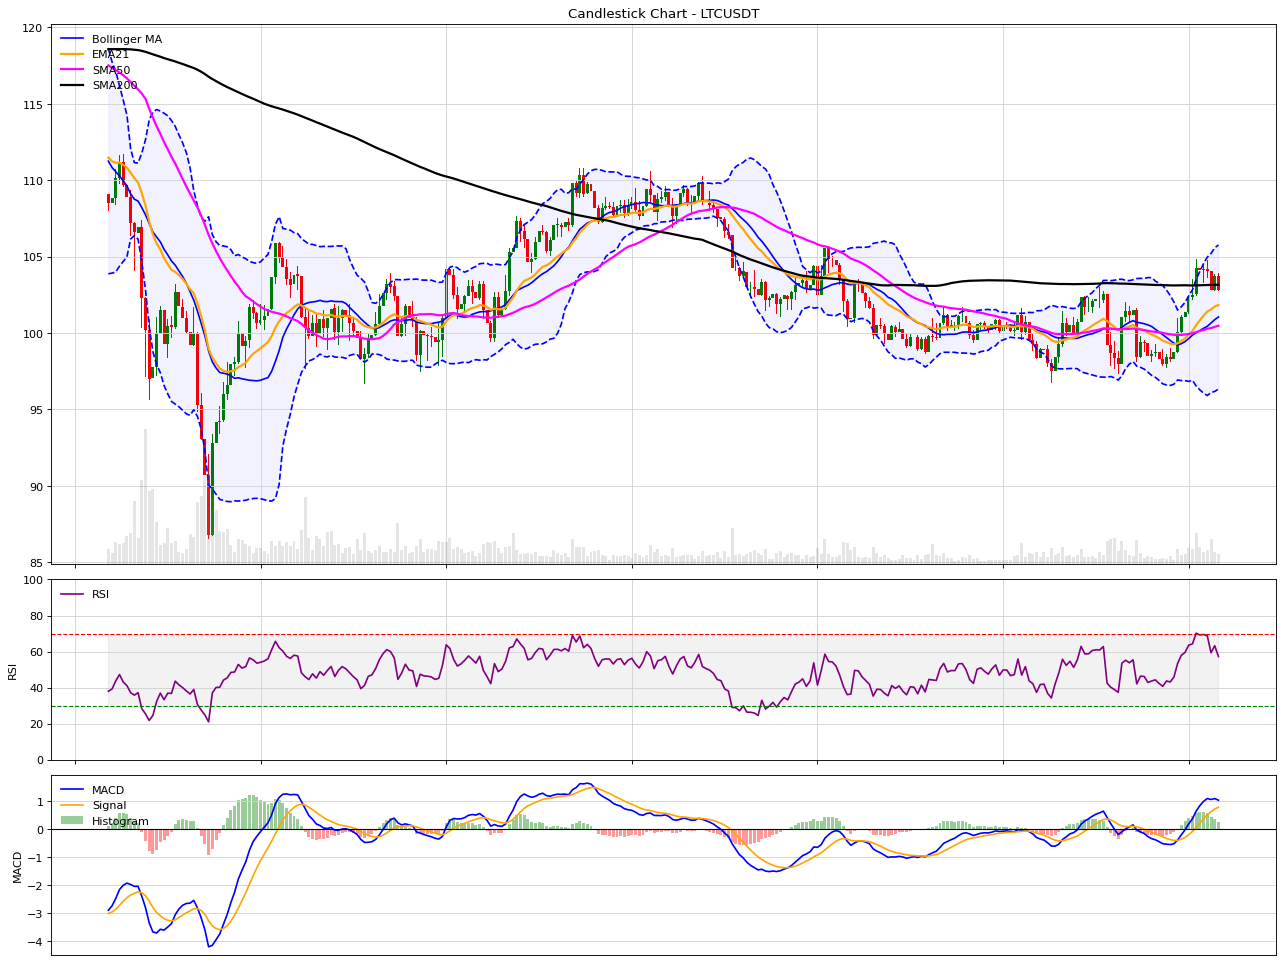 Candlestick Chart - LTCUSDT
120
115
110
105
100
95
90
85
Bollinger MA
EMA21
SMA50
SMA200
100
80
60
40
20
0
RSI
RSI
1
0
−1
−2
−3
−4
MACD
MACD
Signal
Histogram